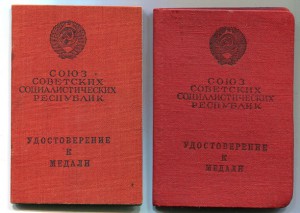 СОЮЗ
СОВЕТСКИХ
СОЦИАЛИСТИЧЕСКИХ
РЕСПУБЛИК
УДОСТОВЕРЕНИЕ
К
МЕДАЛИ
СОЮЗ
СОВЕТСКИХ
СОЦИАЛИСТИЧЕСКИХ
РЕСПУБЛИК
УДОСТОВЕРЕНИЕ
К
МЕДАЛИ